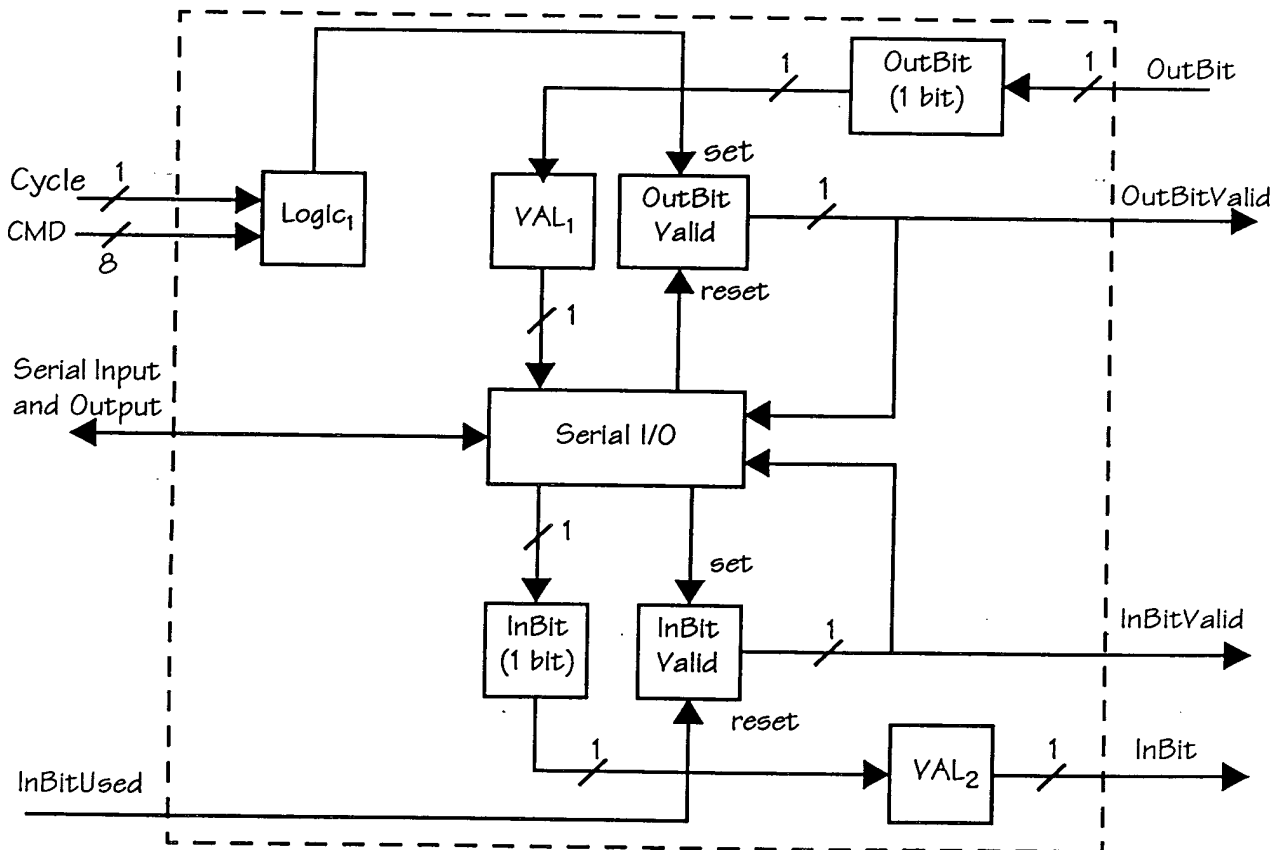 1
OutBit
(1 bit)
1
OutBit
set
Cycle
1
CMD
8
Logic₁
VAL₁
OutBit
Valid
1
OutBitValid
reset
1
Serial Input
and Output
Serial I/O
1
set
InBit
(1 bit)
InBit
Valid
1
InBitValid
reset
1
VAL₂
1
InBit
InBitUsed